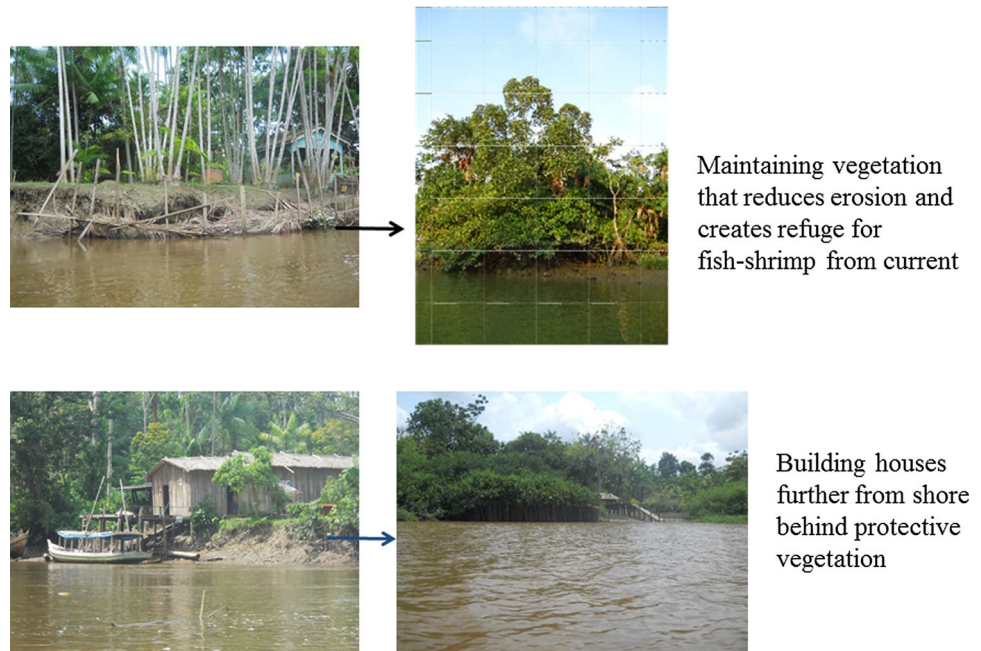 Maintaining vegetation
that reduces erosion and
creates refuge for
fish-shrimp from current
Building houses
further from shore
behind protective
vegetation